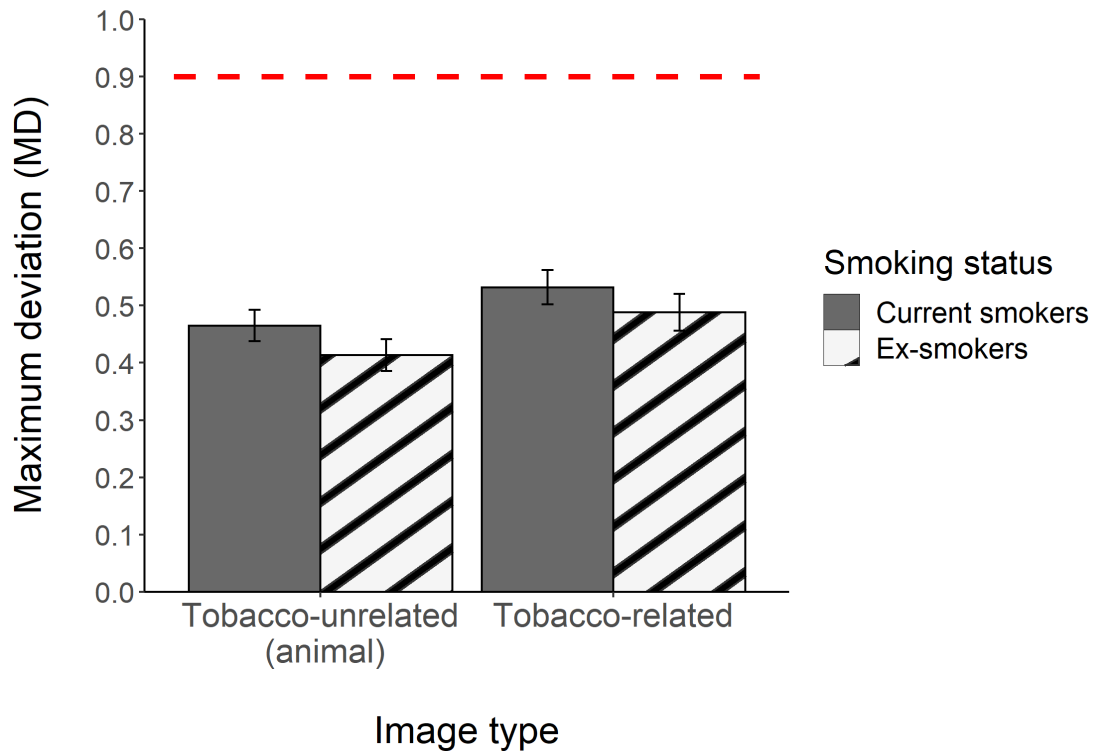 Maximum deviation (MD)
1.0
0.9
0.8
0.7
0.6
0.5
0.4
0.3
0.2
0.1
0.0
Tobacco-unrelated
(animal)
Tobacco-related
Image type
Smoking status
Current smokers
Ex-smokers